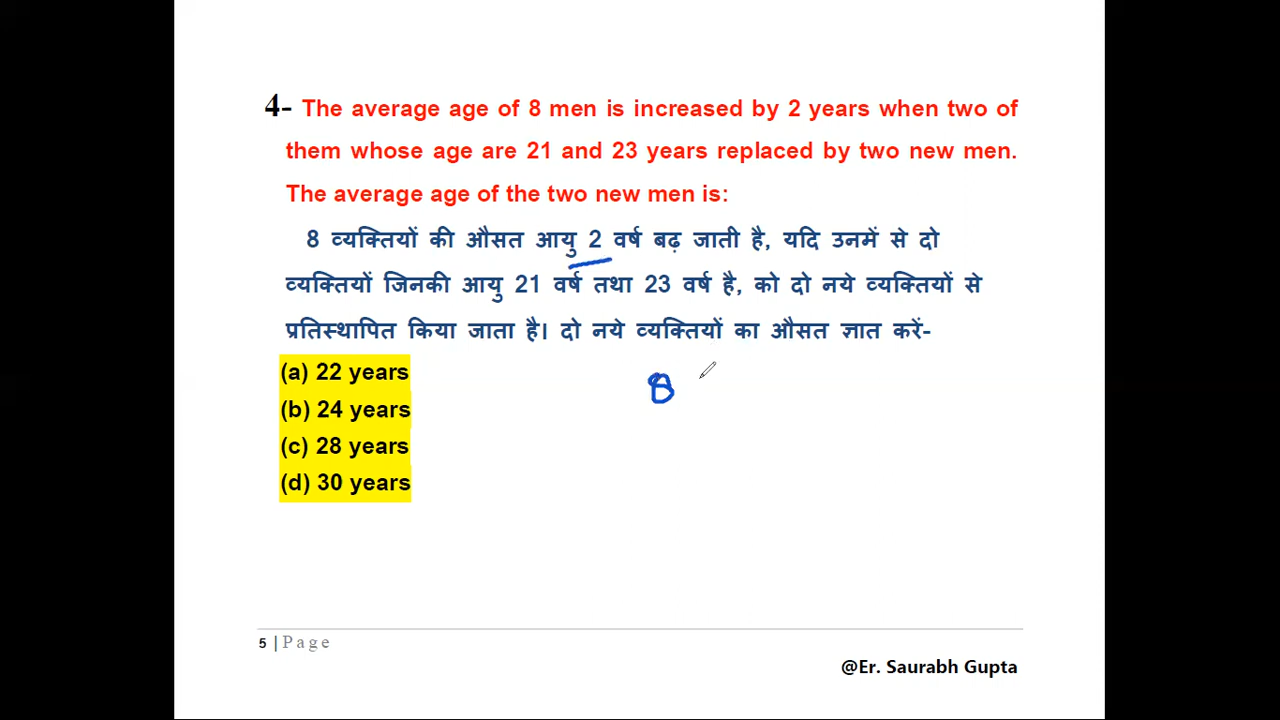 4- The average age of 8 men is increased by 2 years when two of
them whose age are 21 and 23 years replaced by two new men.
The average age of the two new men is:
8 व्यक्तियों की औसत आयु 2 वर्ष बढ़ जाती है, यदि उनमें से दो
व्यक्तियों जिनकी आयु 21 वर्ष तथा 23 वर्ष है, को दो नये व्यक्तियों से
प्रतिस्थापित किया जाता है। दो नये व्यक्तियों का औसत ज्ञात करें-
(a) 22 years
8
(b) 24 years
(c) 28 years
(d) 30 years
5 | Page
@Er. Saurabh Gupta